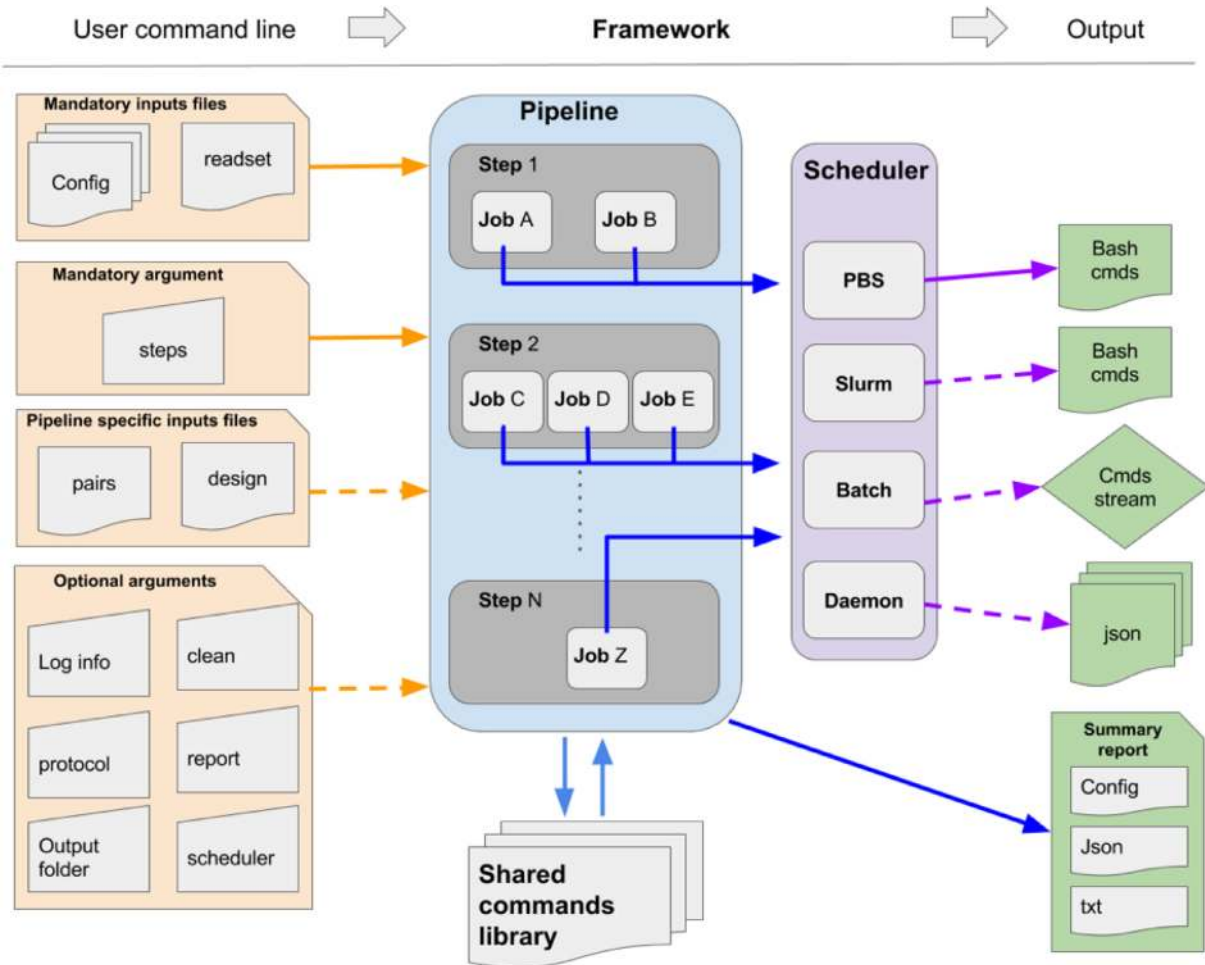 User command line
Framework
Output
Mandatory inputs files
Config
readset
Mandatory argument
steps
Pipeline specific inputs files
pairs
design
Optional arguments
Log info
clean
protocol
report
Output
folder
scheduler
Pipeline
Step 1
Job A
Job B
Step 2
Job C
Job D
Job E
Step N
Job Z
Shared
commands
library
Scheduler
PBS
Slurm
Batch
Daemon
Bash
cmds
Bash
cmds
Cmds
stream
json
Summary
report
Config
Json
txt